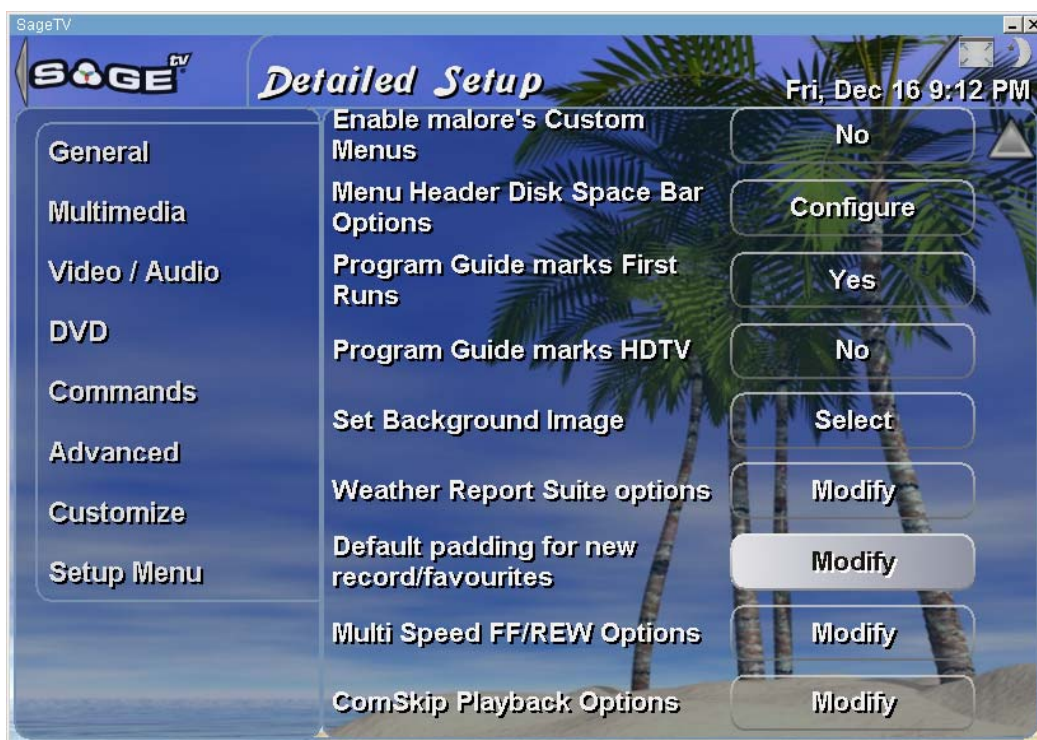 SageTV
SAGE tv
Detailed Setup
Fri, Dec 16 9:12 PM
General
Multimedia
Video / Audio
DVD
Commands
Advanced
Customize
Setup Menu
Enable malore's Custom
Menus
No
Menu Header Disk Space Bar
Options
Configure
Program Guide marks First
Runs
Yes
Program Guide marks HDTV
No
Set Background Image
Select
Weather Report Suite options
Modify
Default padding for new
record/favourites
Modify
Multi Speed FF/REW Options
Modify
ComSkip Playback Options
Modify